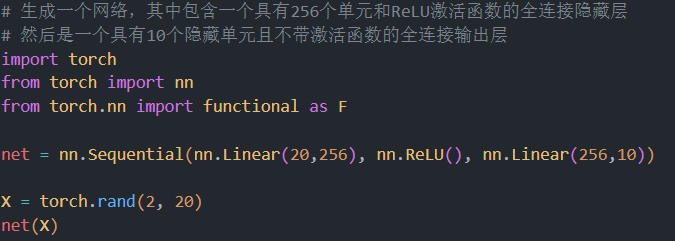 # 生成一个网络，其中包含一个具有256个单元和ReLU激活函数的全连接隐藏层
# 然后是一个具有10个隐藏单元且不带激活函数的全连接输出层
import torch
from torch import nn
from torch.nn import functional as F

net = nn.Sequential(nn.Linear(20,256), nn.ReLU(), nn.Linear(256,10))

X = torch.rand(2, 20)
net(X)